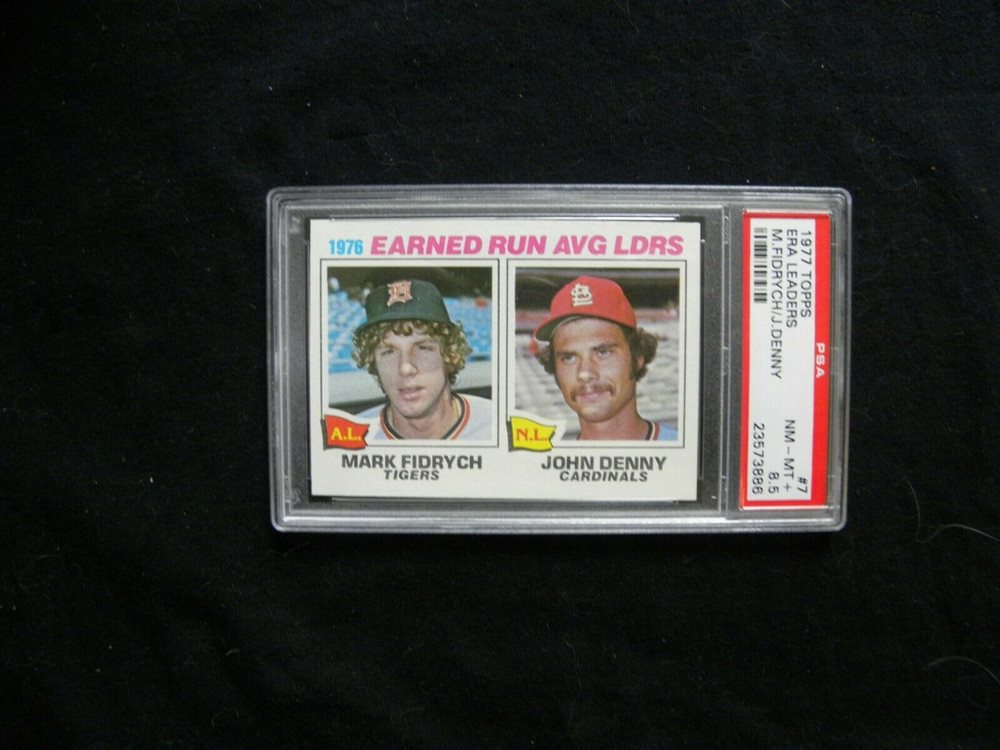 1976 EARNED RUN AVG LDRS
A.L.
MARK FIDRYCH
TIGERS
N.L.
JOHN DENNY
CARDINALS
PSA
1977 TOPPS #7
ERA LEADERS NM - MT +
M.FIDRYCH/J.DENNY 8.5
23573886